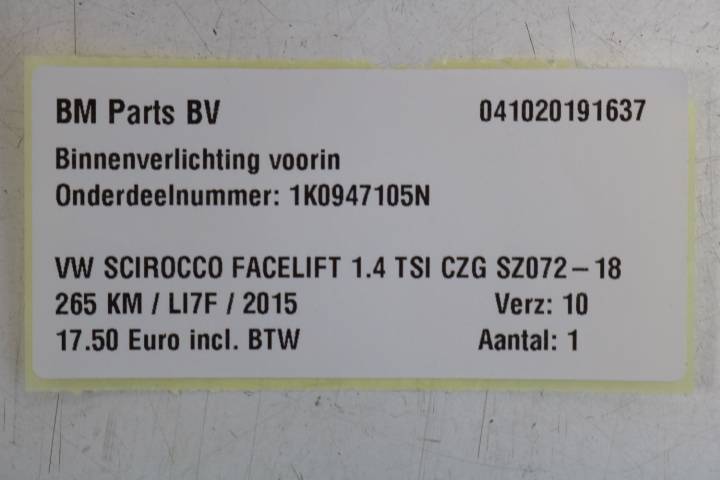 BM Parts BV 041020191637
Binnenverlichting voorin
Onderdeelnummer: 1K0947105N
VW SCIROCCO FACELIFT 1.4 TSI CZG SZ072-18
265 KM / LI7F / 2015 Verz: 10
17.50 Euro incl. BTW Aantal: 1